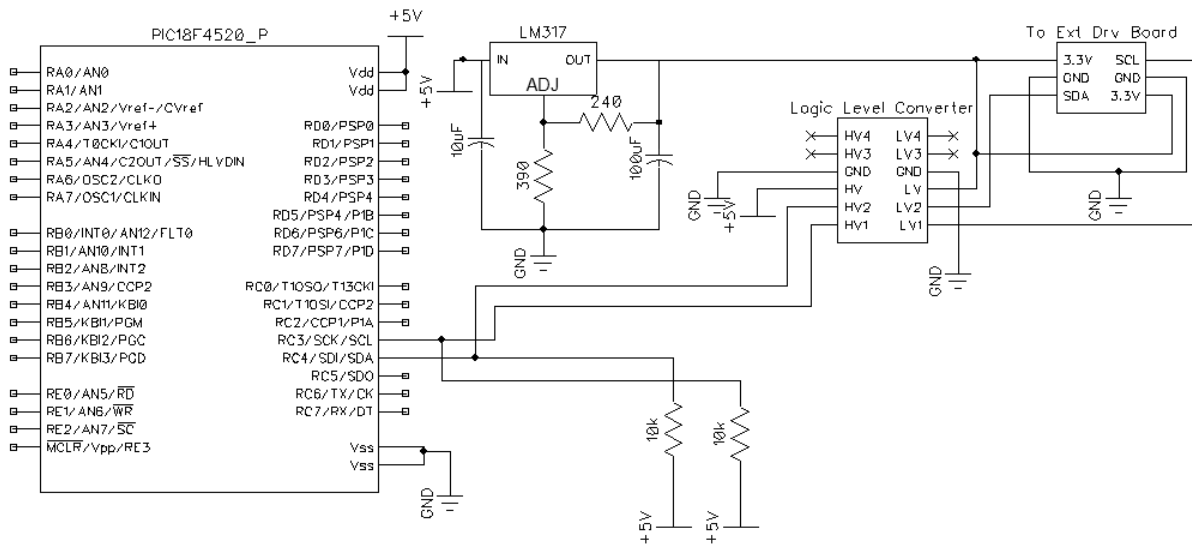 +5V
PIC18F4520_P
RA0/AN0
RA1/AN1
RA2/AN2/Vref-/CVref
RA3/AN3/Vref+
RA4/T0CKI/C1OUT
RA5/AN4/C2OUT/SS/HLVDIN
RA6/OSC2/CLKO
RA7/OSC1/CLKIN
RB0/INT0/AN12/FLT0
RB1/AN10/INT1
RB2/AN8/INT2
RB3/AN9/CCP2
RB4/AN11/KBI0
RB5/KBI1/PGM
RB6/KBI2/PGC
RB7/KBI3/PGD
RE0/AN5/RD
RE1/AN6/WR
RE2/AN7/SC
MCLR/Vpp/RE3
Vdd
Vdd
RD0/PSP0
RD1/PSP1
RD2/PSP2
RD3/PSP3
RD4/PSP4
RD5/PSP4/P1B
RD6/PSP6/P1C
RD7/PSP7/P1D
RC0/T1OSO/T13CKI
RC1/T1OSI/CCP2
RC2/CCP1/P1A
RC3/SCK/SCL
RC4/SDI/SDA
RC5/SDO
RC6/TX/CK
RC7/RX/DT
Vss
Vss
GND
LM317
IN
OUT
ADJ
+5V
10uF
240
390
100uF
GND
Logic Level Converter
HV4
HV3
GND
HV
HV2
HV1
LV4
LV3
GND
LV
LV2
LV1
GND
+5V
GND
To Ext Drv Board
3.3V
GND
SDA
SCL
GND
3.3V
GND
10k
10k
+5V
+5V